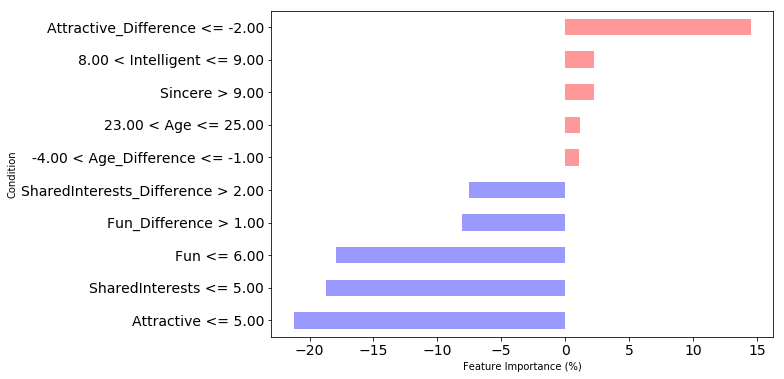 Attractive_Difference <= -2.00
8.00 < Intelligent <= 9.00
Sincere > 9.00
23.00 < Age <= 25.00
-4.00 < Age_Difference <= -1.00
SharedInterests_Difference > 2.00
Fun_Difference > 1.00
Fun <= 6.00
SharedInterests <= 5.00
Attractive <= 5.00
Condition
−20 −15 −10 −5 0 5 10 15
Feature Importance (%)